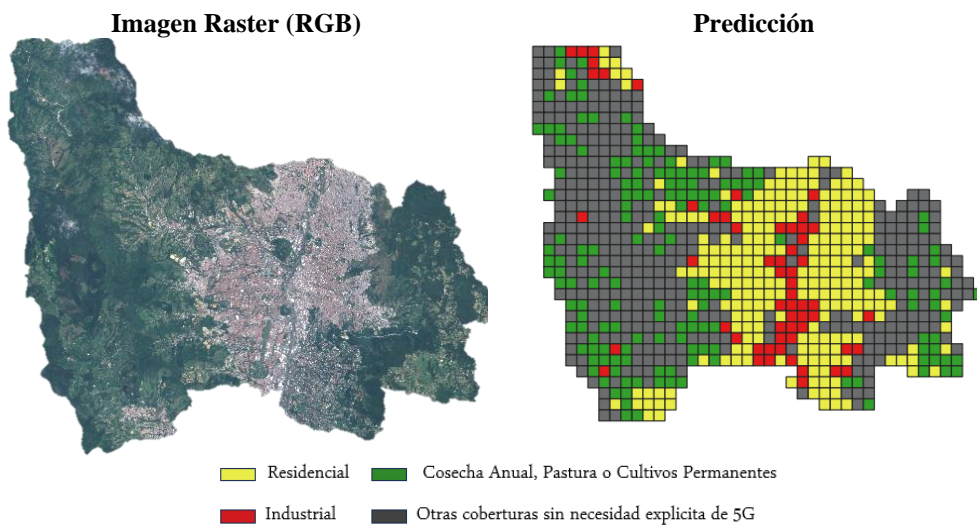 Imagen Raster (RGB)
Predicción
Residencial
Cosecha Anual, Pastura o Cultivos Permanentes
Industrial
Otras coberturas sin necesidad explicita de 5G